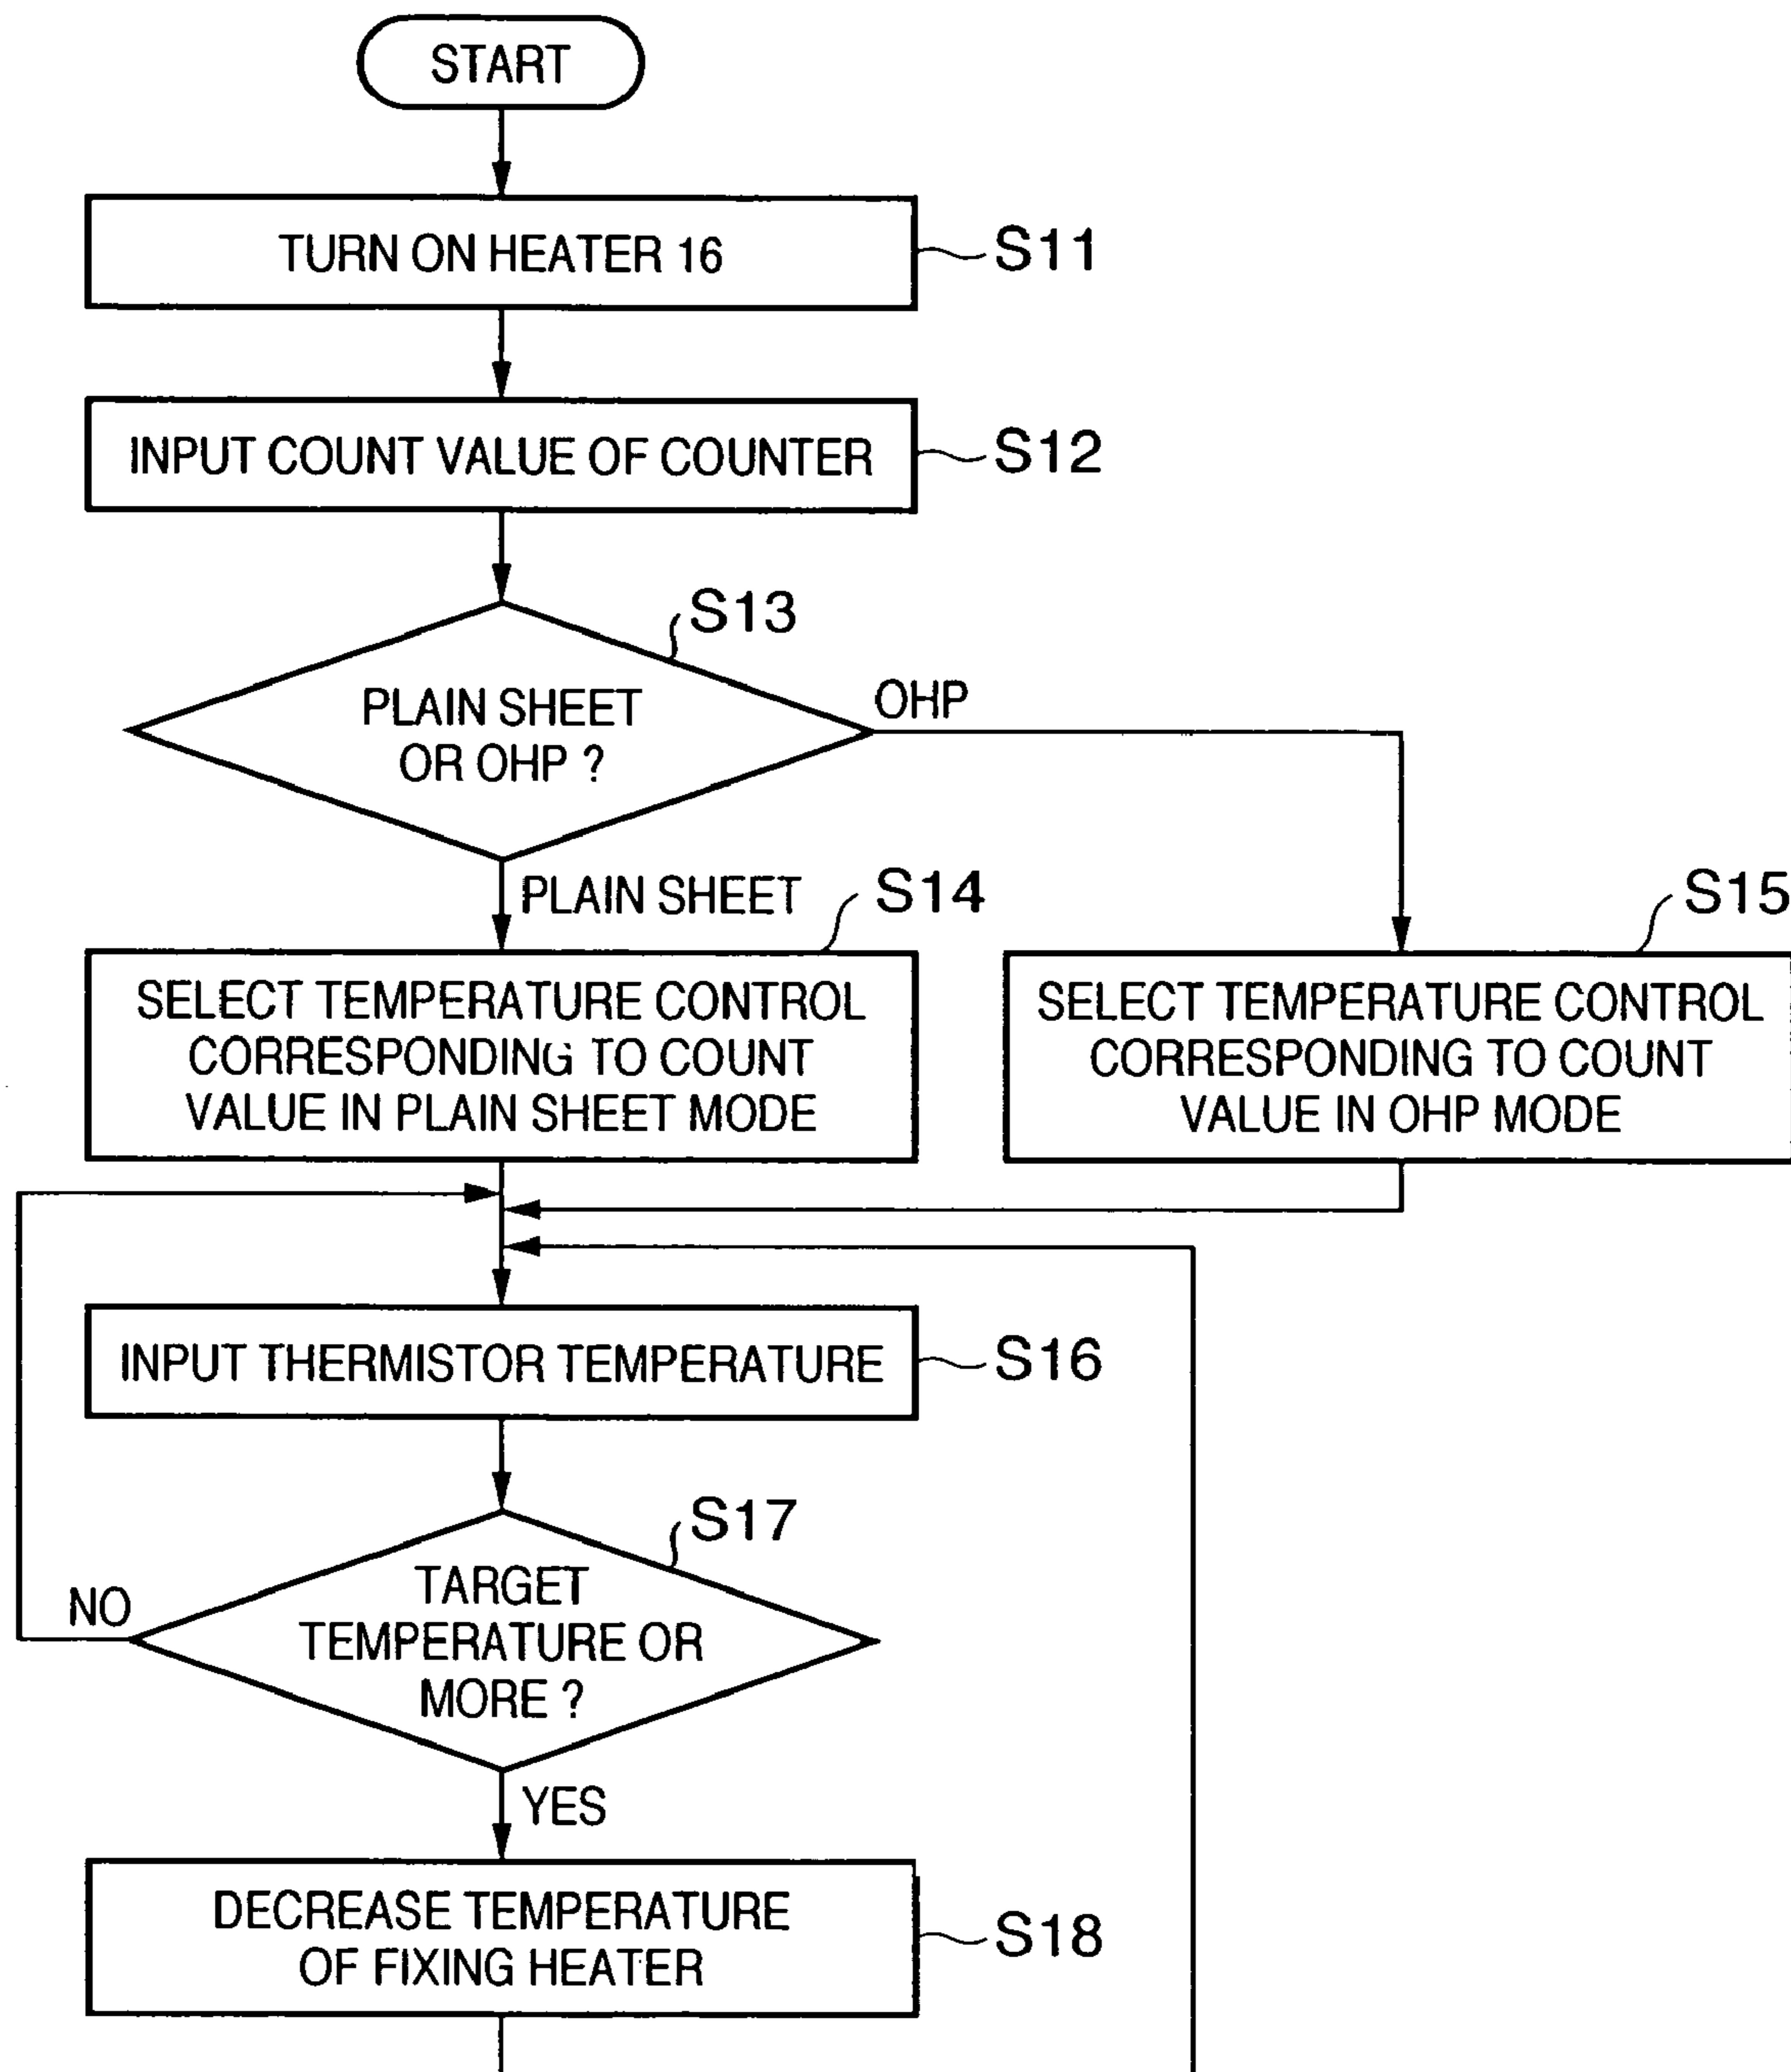 START
TURN ON HEATER 16
S11
INPUT COUNT VALUE OF COUNTER
S12
S13
PLAIN SHEET
OR OHP ?
OHP
PLAIN SHEET
S14
SELECT TEMPERATURE CONTROL
CORRESPONDING TO COUNT
VALUE IN PLAIN SHEET MODE
S15
SELECT TEMPERATURE CONTROL
CORRESPONDING TO COUNT
VALUE IN OHP MODE
INPUT THERMISTOR TEMPERATURE
S16
S17
TARGET
TEMPERATURE OR
MORE ?
NO
YES
DECREASE TEMPERATURE
OF FIXING HEATER
S18